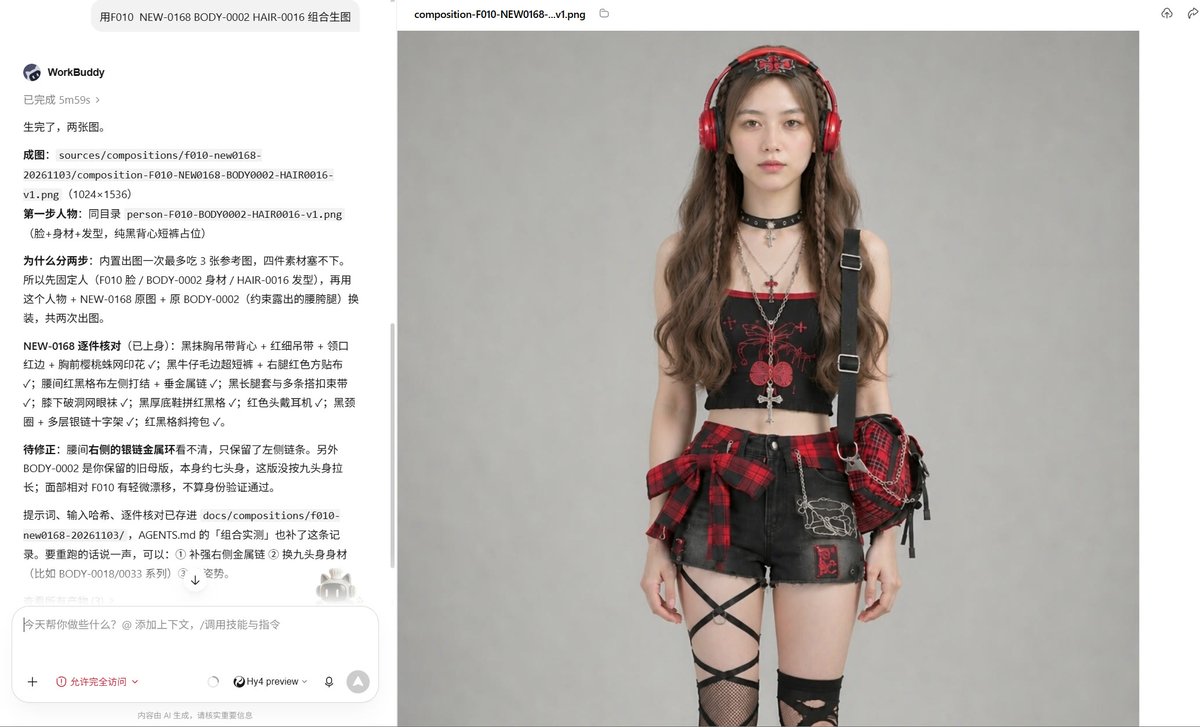 用F010  NEW-0168 BODY-0002 HAIR-0016 组合生图
composition-F010-NEW0168-...v1.png
WorkBuddy
已完成 5m59s >
生完了，两张图。
成图： sources/compositions/f010-new0168-
20261103/composition-F010-NEW0168-BODY0002-HAIR0016-
v1.png （1024×1536）
第一步人物：同目录 person-F010-BODY0002-HAIR0016-v1.png
（脸+身材+发型，纯黑背心短裤占位）
为什么分两步：内置出图一次最多吃 3 张参考图，四件素材塞不下。
所以先固定人（F010 脸 / BODY-0002 身材 / HAIR-0016 发型），再用
这个人物 + NEW-0168 原图 + 原 BODY-0002（约束露出的腰胯腿）换
装，共两次出图。
NEW-0168 逐件核对（已上身）：黑抹胸吊带背心 + 红细吊带 + 领口
红边 + 胸前樱桃蛛网印花 ✓；黑牛仔毛边超短裤 + 右腿红色方贴布
✓；腰间红黑格布左侧打结 + 垂金属链 ✓；黑长腿套与多条搭扣束带
✓；膝下破洞网眼袜 ✓；黑厚底鞋拼红黑格 ✓；红色头戴耳机 ✓；黑颈
圈 + 多层银链十字架 ✓；红黑格斜挎包 ✓。
待修正：腰间右侧的银链金属环看不清，只保留了左侧链条。另外
BODY-0002 是你保留的旧母版，本身约七头身，这版没按九头身拉
长；面部相对 F010 有轻微漂移，不算身份验证通过。
提示词、输入哈希、逐件核对已存进 docs/compositions/f010-
new0168-20261103/ ，AGENTS.md 的「组合实测」也补了这条记
录。要重跑的话说一声，可以：① 补强右侧金属链 ② 换九头身身材
（比如 BODY-0018/0033 系列）③ 姿势。
今天帮你做些什么？@ 添加上下文，/调用技能与指令
允许完全访问
Hy4 preview
内容由 AI 生成，请核实重要信息